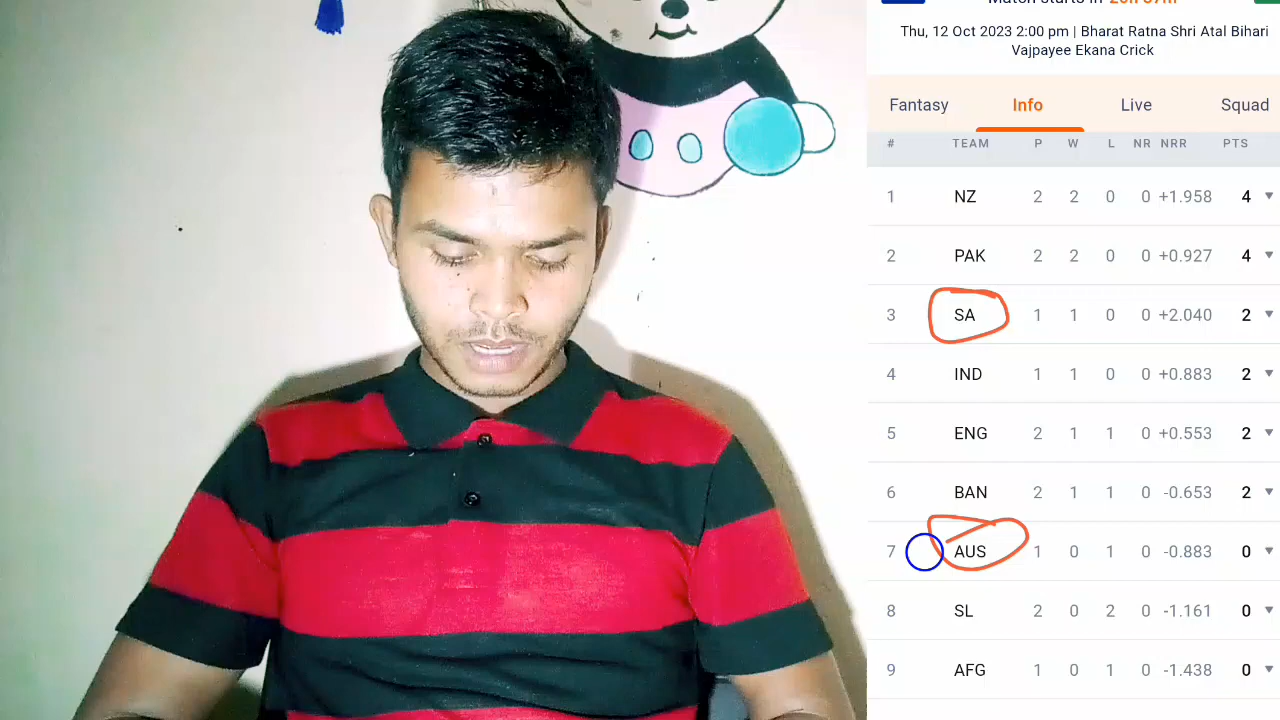 Match starts in
Thu, 12 Oct 2023 2:00 pm | Bharat Ratna Shri Atal Bihari
Vajpayee Ekana Crick
Fantasy Info Live Squad
# TEAM P W L NR NRR PTS
1 NZ 2 2 0 0 +1.958 4
2 PAK 2 2 0 0 +0.927 4
3 SA 1 1 0 0 +2.040 2
4 IND 1 1 0 0 +0.883 2
5 ENG 2 1 1 0 +0.553 2
6 BAN 2 1 1 0 -0.653 2
7 AUS 1 0 1 0 -0.883 0
8 SL 2 0 2 0 -1.161 0
9 AFG 1 0 1 0 -1.438 0